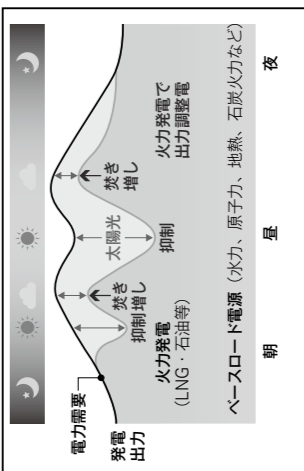 電力需要
発電
出力
火力発電
(LNG・石油等)
抑制
焚き
増し
太陽光
抑制
焚き
増し
火力発電で
出力調整電
ベースロード電源（水力、原子力、地熱、石炭火力など）
朝
昼
夜